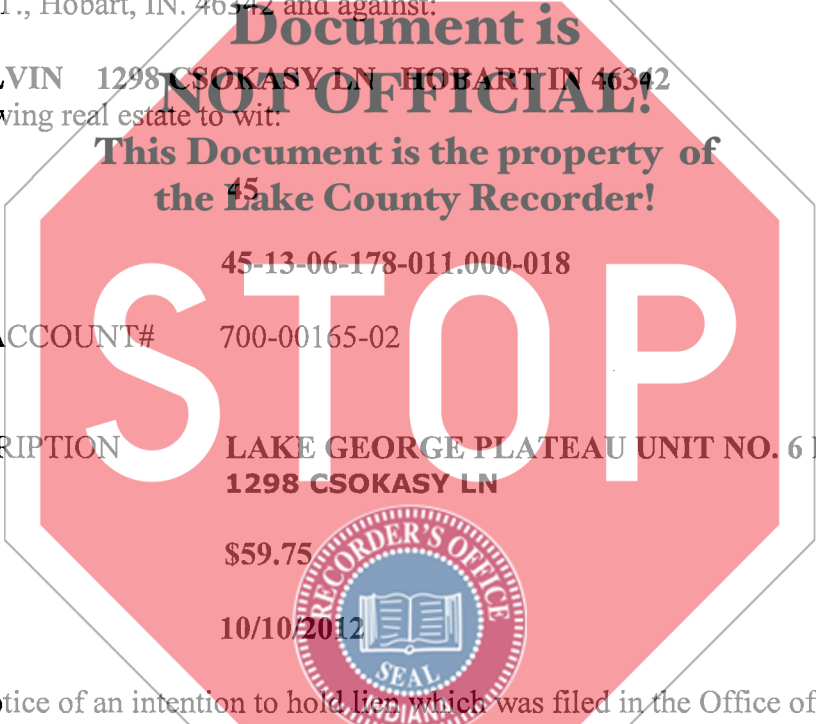 T., Hobart, IN. 46342 and against:
Document is
VIN 1298 CSOKASY LN HOBART IN 46342
NOT OFFICIAL!
wing real estate to wit:
This Document is the property of
45
the Lake County Recorder!
45-13-06-178-011.000-018
STOP
ACCOUNT# 700-00165-02
RIPTION LAKE GEORGE PLATEAU UNIT NO. 6
1298 CSOKASY LN
$59.75
RECORDER'S OFFICE
10/10/2012
SEAL
INDIANA
tice of an intention to hold lien which was filed in the Office of